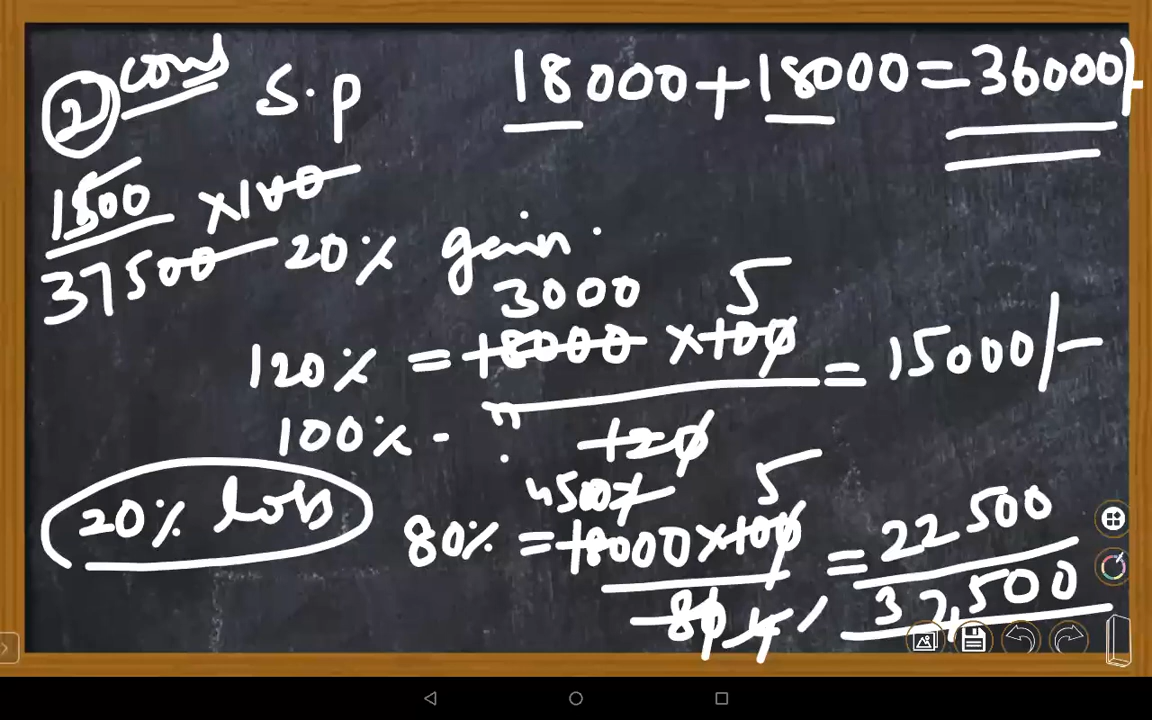 ② cows S.p 18000+18000=36000/-
1500 ×100
37500 20% gain.
3000 5
120% = 18000 ×100 = 15000/-
100% - " 120
4500 5
20% loss 80% = 18000×100 = 22500
80 4 37,500